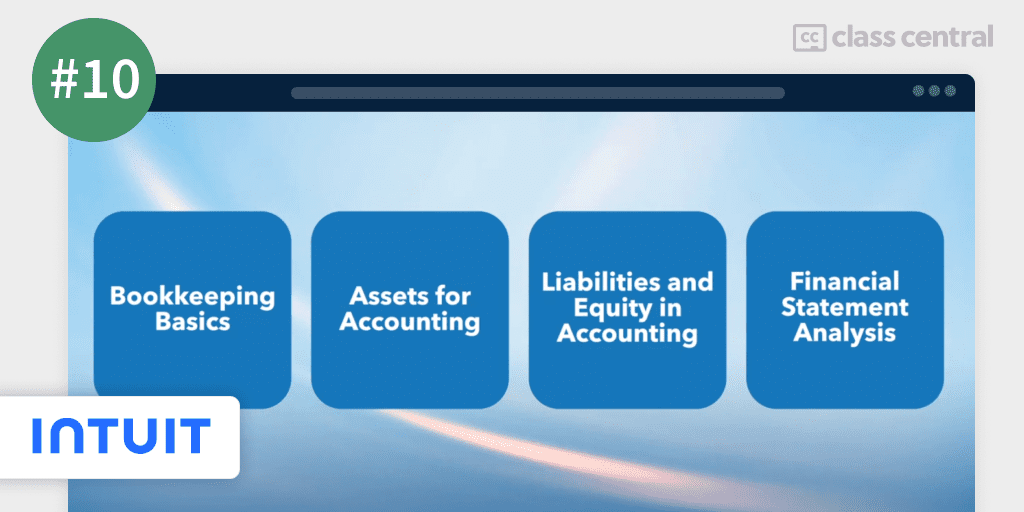 #10
cc class central
Bookkeeping
Basics
Assets for
Accounting
Liabilities and
Equity in
Accounting
Financial
Statement
Analysis
INTUIT